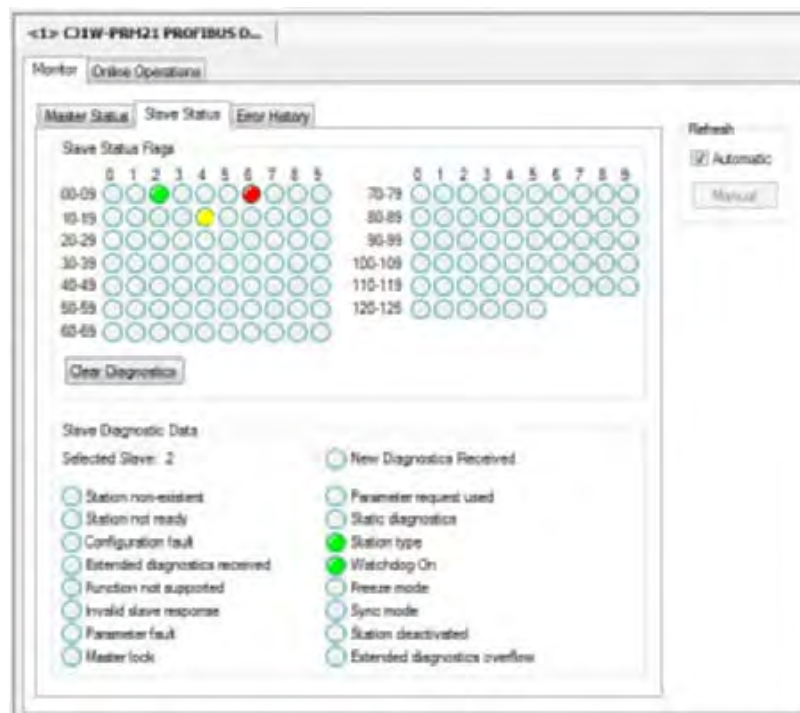 <1> CJ1W-PRM21 PROFIBUS D...
Monitor Online Operations
Master Status Slave Status Error History
Refresh
Automatic
Manual
Slave Status Flags
0 1 2 3 4 5 6 7 8 9
0 1 2 3 4 5 6 7 8 9
00-09
70-79
10-19
80-89
20-29
90-99
30-39
100-109
40-49
110-119
50-59
120-125
60-69
Clear Diagnostics
Slave Diagnostic Data
Selected Slave: 2
New Diagnostics Received
Station non-existent
Parameter request used
Station not ready
Static diagnostics
Configuration fault
Station type
Extended diagnostics received
Watchdog On
Function not supported
Freeze mode
Invalid slave response
Sync mode
Parameter fault
Station deactivated
Master lock
Extended diagnostics overflow